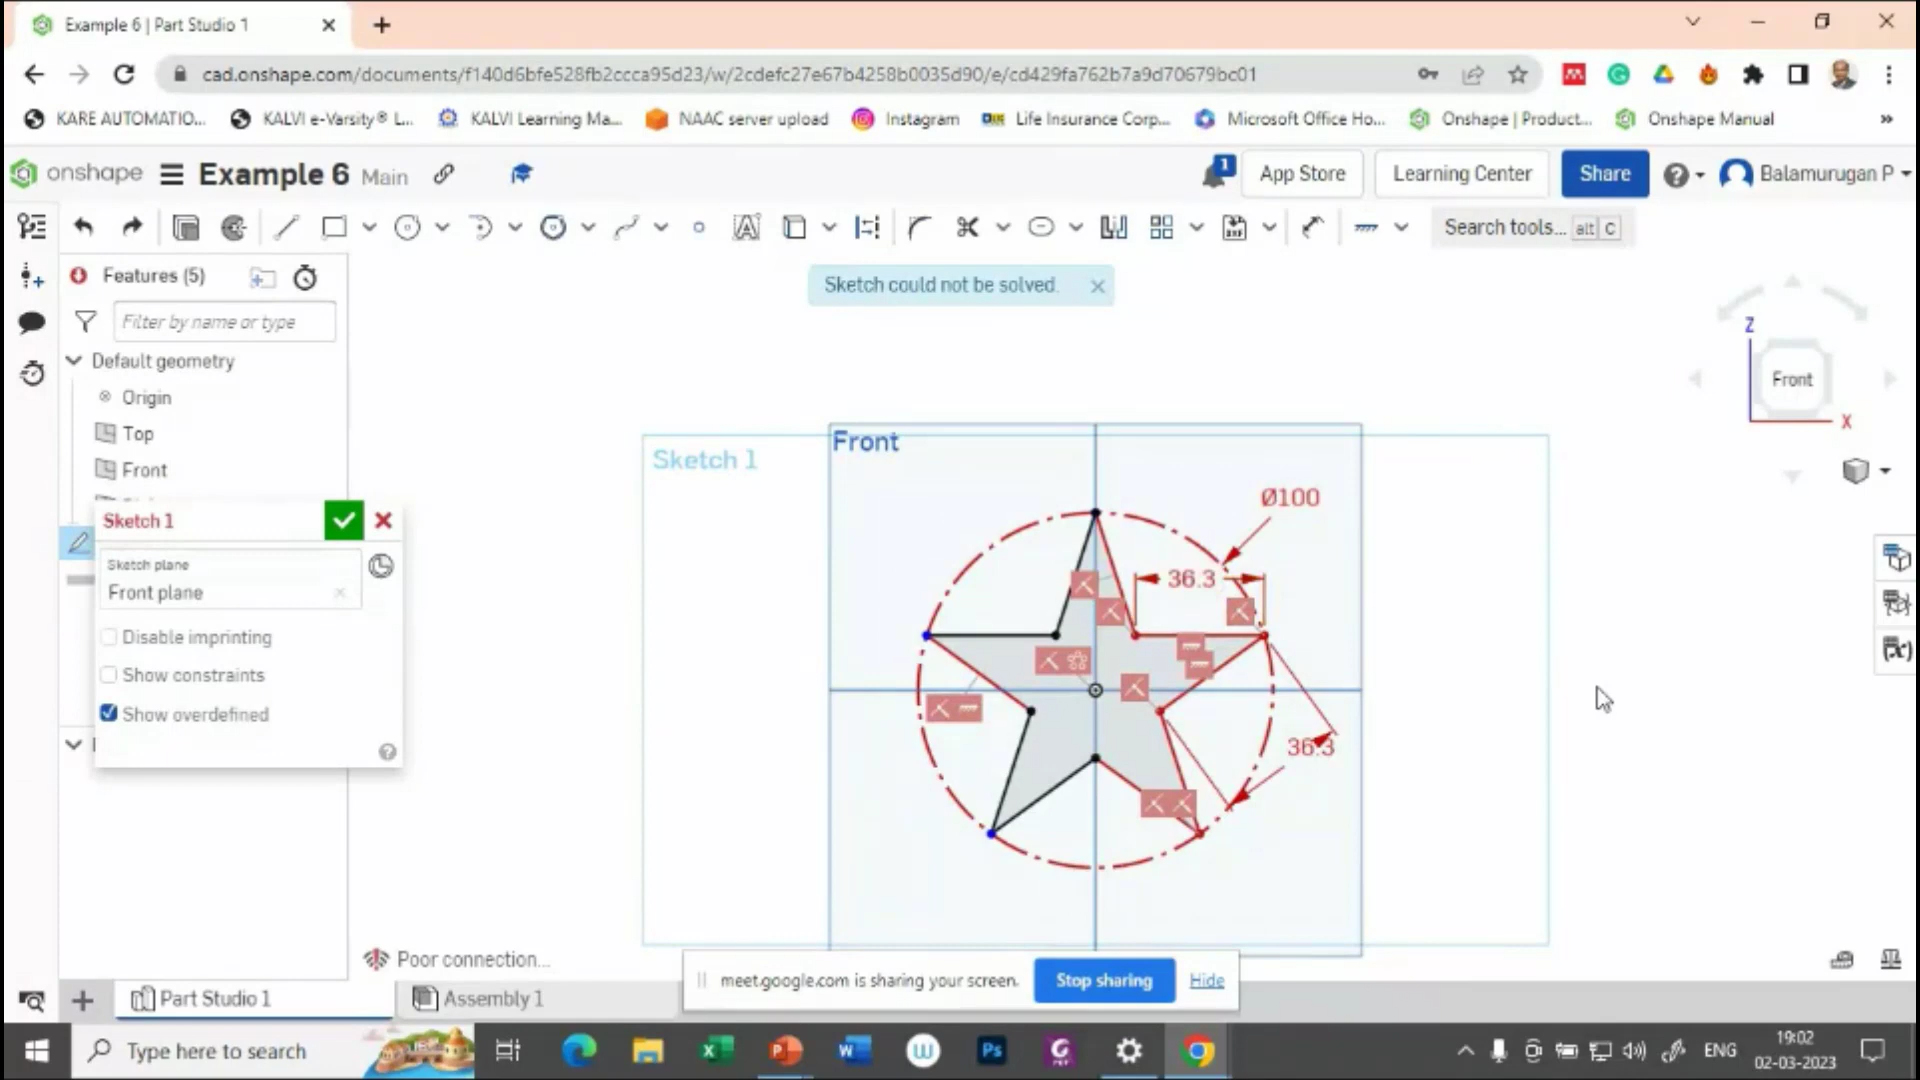 Example 6 | Part Studio 1
cad.onshape.com/documents/f140d6bfe528fb2ccca95d23/w/2cdefc27e67b4258b0035d90/e/cd429fa762b7a9d70679bc01
KARE AUTOMATIO...
KALVI e-Varsity® L...
KALVI Learning Ma...
NAAC server upload
Instagram
Life Insurance Corp...
Microsoft Office Ho...
Onshape | Product...
Onshape Manual
»
onshape
Example 6 Main
1
App Store
Learning Center
Share
Balamurugan P
Search tools... alt C
Features (5)
Sketch could not be solved.
Filter by name or type
Default geometry
Origin
Top
Front
Sketch 1
Sketch plane
Front plane
Disable imprinting
Show constraints
Show overdefined
Z
Front
X
Front
Sketch 1
Ø100
36.3
36.3
Poor connection...
meet.google.com is sharing your screen.
Stop sharing
Hide
Part Studio 1
Assembly 1
Type here to search
ENG
19:02
02-03-2023